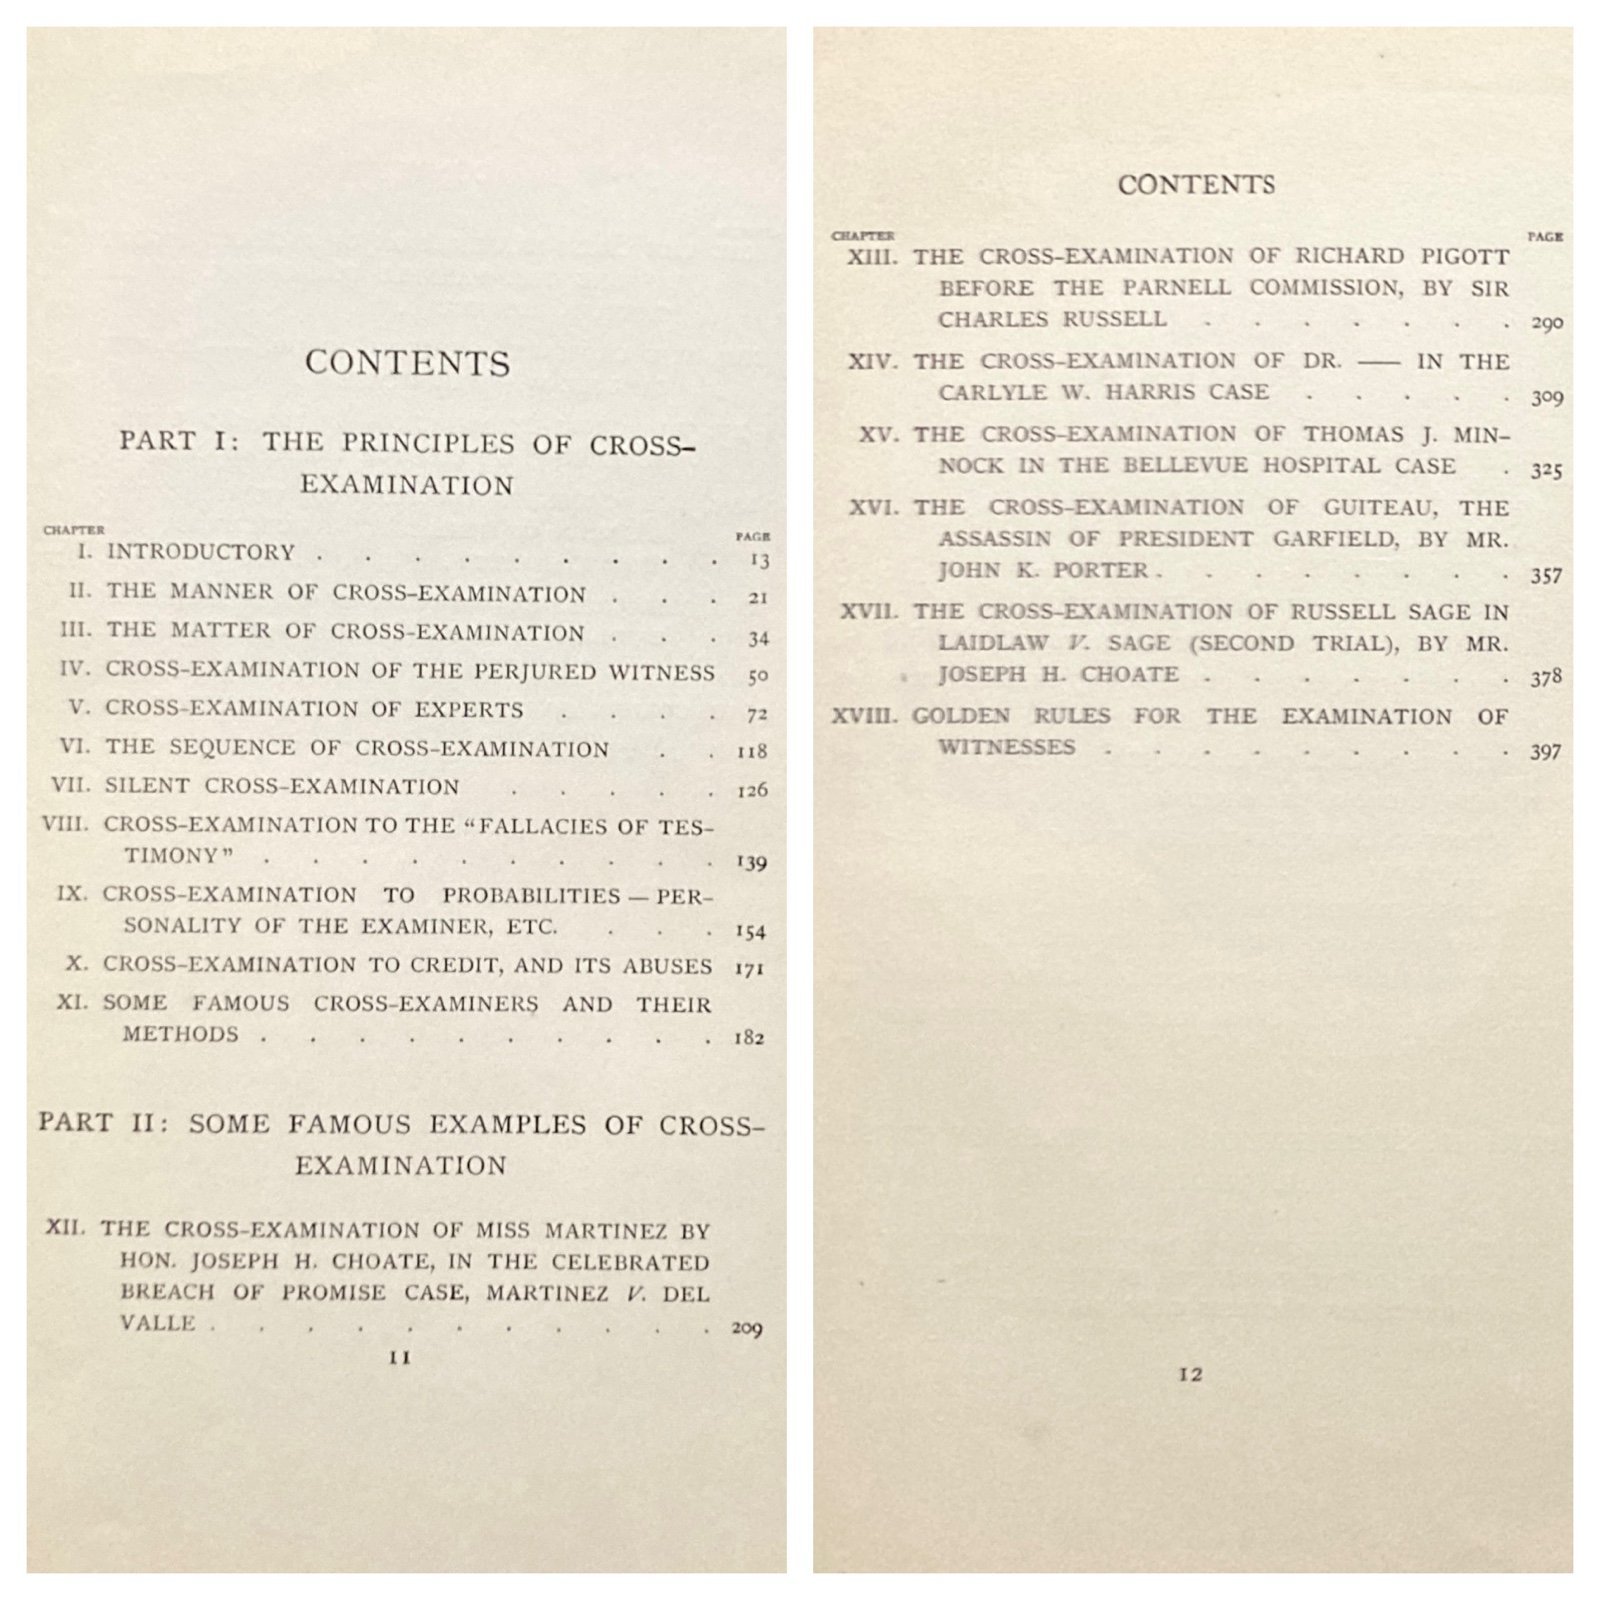 CONTENTS
PART I: THE PRINCIPLES OF CROSS-
EXAMINATION
CHAPTER PAGE
I. INTRODUCTORY . . . . . . . . . 13
II. THE MANNER OF CROSS-EXAMINATION . . . 21
III. THE MATTER OF CROSS-EXAMINATION . . . 34
IV. CROSS-EXAMINATION OF THE PERJURED WITNESS 50
V. CROSS-EXAMINATION OF EXPERTS . . . . 72
VI. THE SEQUENCE OF CROSS-EXAMINATION . . 118
VII. SILENT CROSS-EXAMINATION . . . . . 126
VIII. CROSS-EXAMINATION TO THE "FALLACIES OF TES-
TIMONY" . . . . . . . . . . 139
IX. CROSS-EXAMINATION TO PROBABILITIES — PER-
SONALITY OF THE EXAMINER, ETC. . . . 154
X. CROSS-EXAMINATION TO CREDIT, AND ITS ABUSES 171
XI. SOME FAMOUS CROSS-EXAMINERS AND THEIR
METHODS . . . . . . . . . . 182
PART II: SOME FAMOUS EXAMPLES OF CROSS-
EXAMINATION
XII. THE CROSS-EXAMINATION OF MISS MARTINEZ BY
HON. JOSEPH H. CHOATE, IN THE CELEBRATED
BREACH OF PROMISE CASE, MARTINEZ V. DEL
VALLE . . . . . . . . . . . 209
11
CONTENTS
CHAPTER PAGE
XIII. THE CROSS-EXAMINATION OF RICHARD PIGOTT
BEFORE THE PARNELL COMMISSION, BY SIR
CHARLES RUSSELL . . . . . . . 290
XIV. THE CROSS-EXAMINATION OF DR. —— IN THE
CARLYLE W. HARRIS CASE . . . . . 309
XV. THE CROSS-EXAMINATION OF THOMAS J. MIN-
NOCK IN THE BELLEVUE HOSPITAL CASE . 325
XVI. THE CROSS-EXAMINATION OF GUITEAU, THE
ASSASSIN OF PRESIDENT GARFIELD, BY MR.
JOHN K. PORTER . . . . . . . . 357
XVII. THE CROSS-EXAMINATION OF RUSSELL SAGE IN
LAIDLAW V. SAGE (SECOND TRIAL), BY MR.
JOSEPH H. CHOATE . . . . . . . 378
XVIII. GOLDEN RULES FOR THE EXAMINATION OF
WITNESSES . . . . . . . . . 397
12